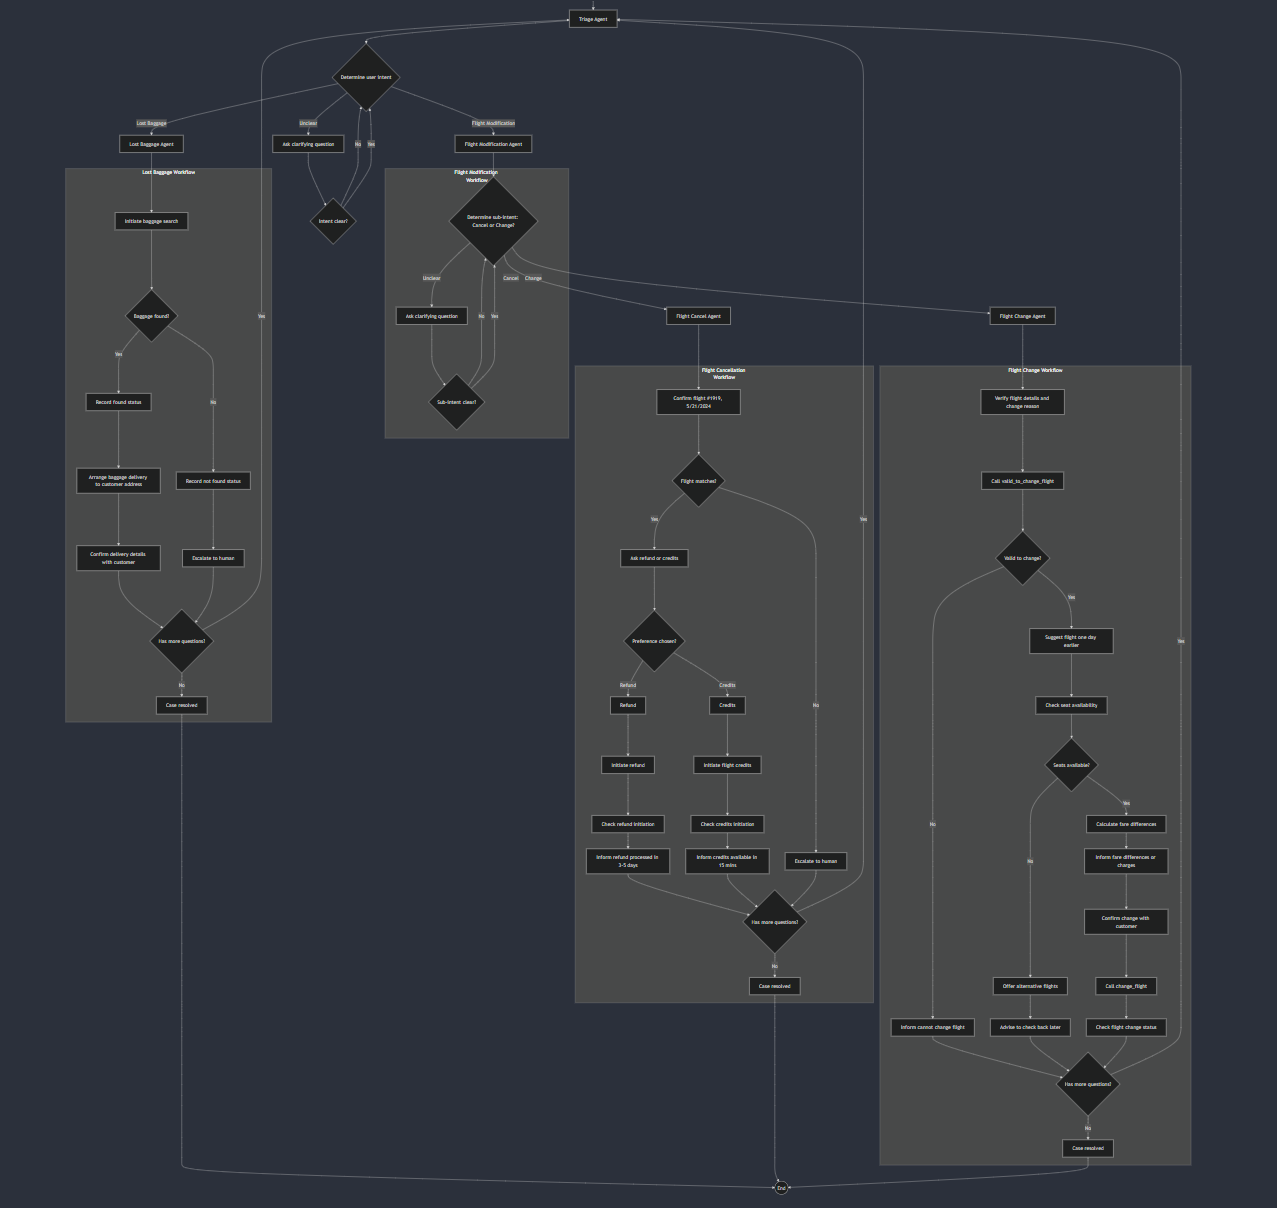 Triage Agent
Determine user intent
Lost Baggage
Unclear
Flight Modification
Lost Baggage Agent
Ask clarifying question
No
Yes
Flight Modification Agent
Lost Baggage Workflow
Flight Modification
Workflow
Initiate baggage search
Intent clear?
Determine sub-intent:
Cancel or Change?
Unclear
Cancel
Change
Baggage found?
Yes
Ask clarifying question
No
Yes
Flight Cancel Agent
Flight Change Agent
Yes
No
Record found status
Sub-intent clear?
Flight Cancellation
Workflow
Flight Change Workflow
Confirm flight #1919,
5/21/2024
Verify flight details and
change reason
Arrange baggage delivery
to customer address
Record not found status
Flight matches?
Call valid_to_change_flight
Yes
Yes
Confirm delivery details
with customer
Escalate to human
Ask refund or credits
Valid to change?
Yes
Has more questions?
Preference chosen?
Suggest flight one day
earlier
Yes
No
Refund
Credits
Case resolved
Refund
Credits
No
Check seat availability
Initiate refund
Initiate flight credits
Seats available?
Yes
Check refund initiation
Check credits initiation
No
Calculate fare differences
Inform refund processed in
3-5 days
Inform credits available in
15 mins
Escalate to human
No
Inform fare differences or
charges
Has more questions?
Confirm change with
customer
No
Case resolved
Offer alternative flights
Call change_flight
Inform cannot change flight
Advise to check back later
Check flight change status
Has more questions?
No
Case resolved
End